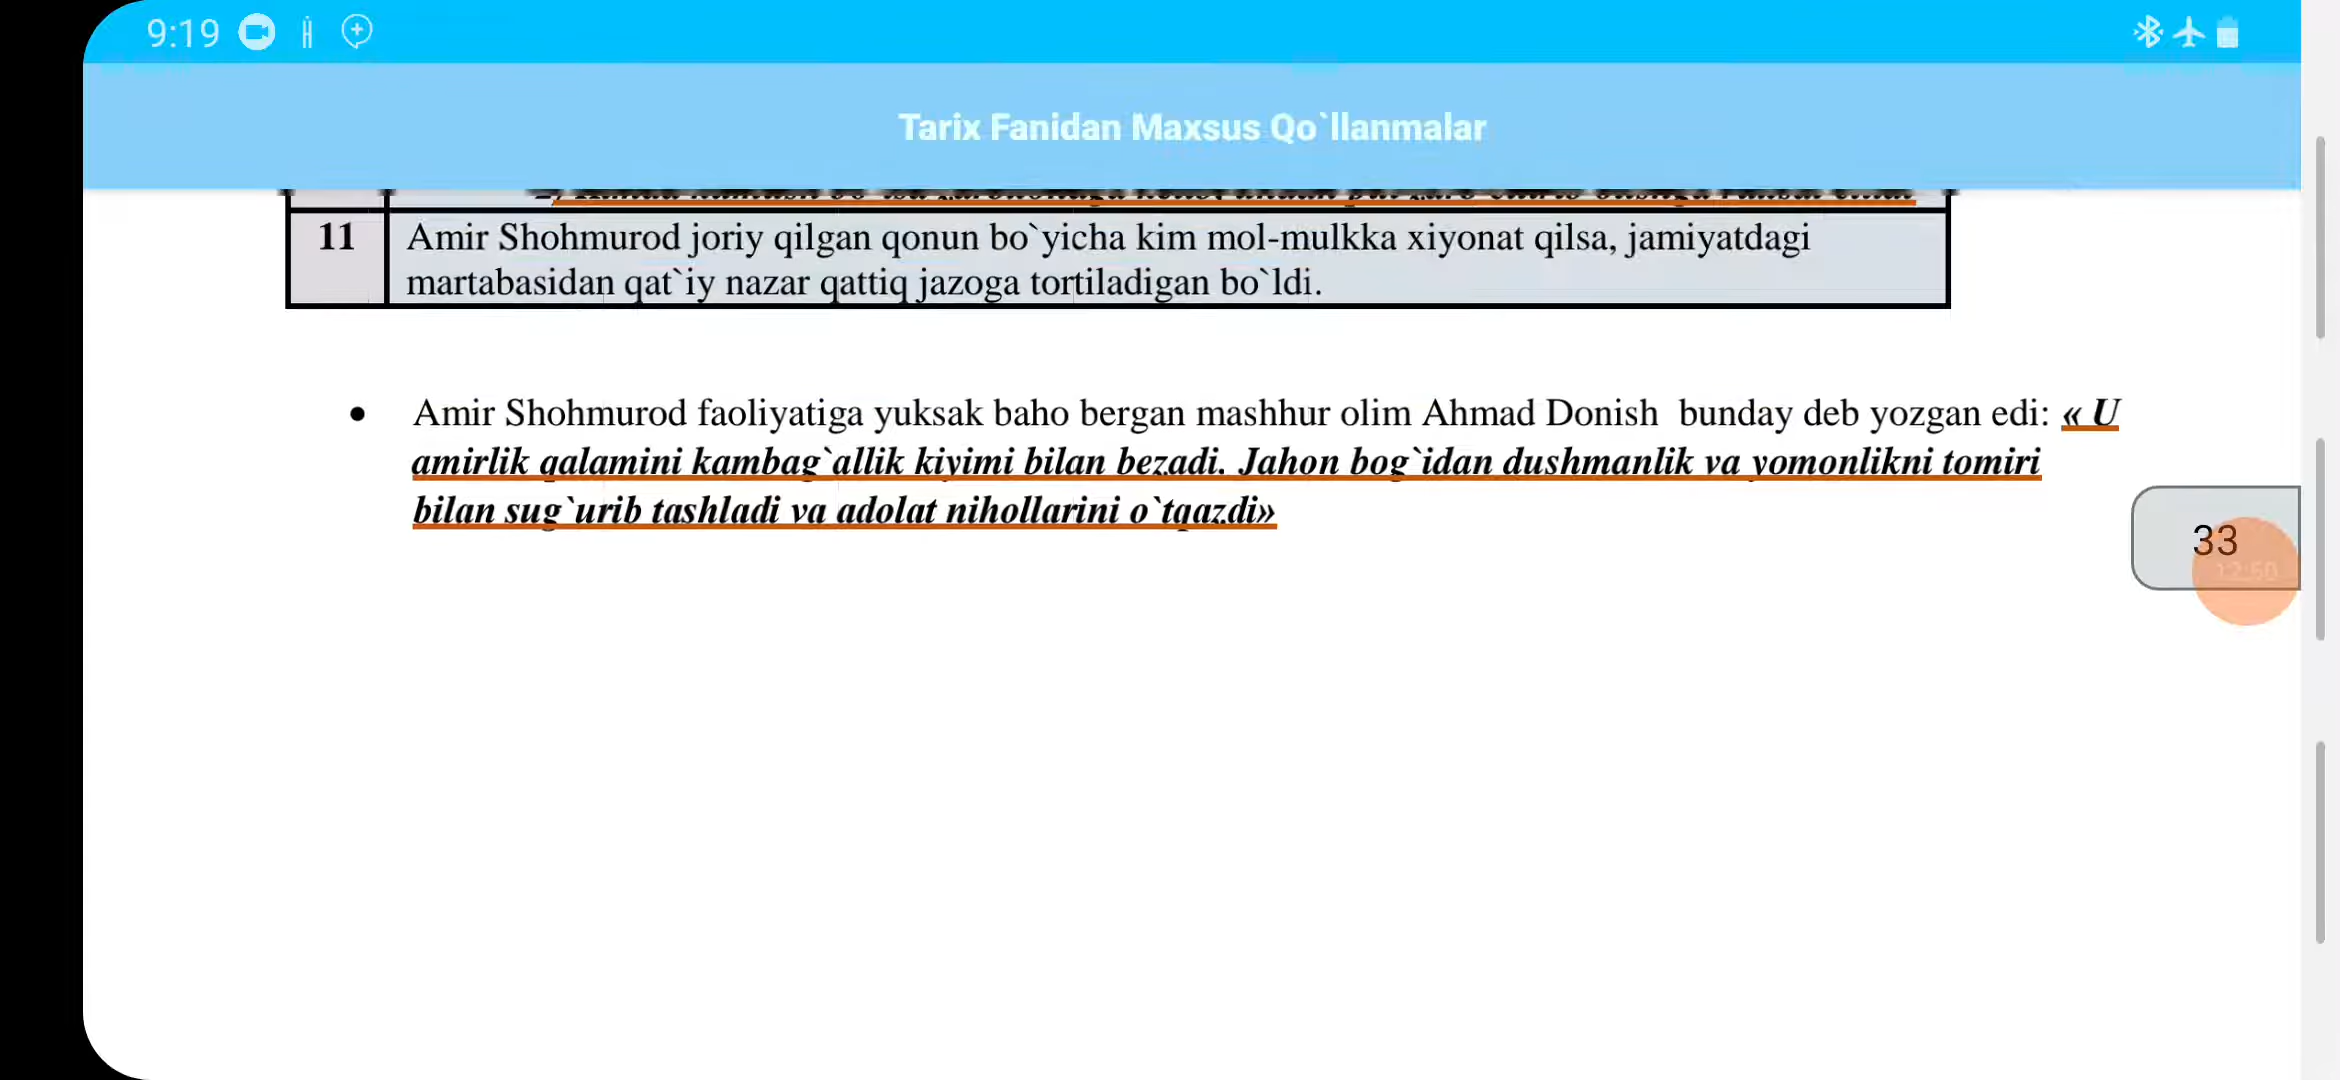 9:19
Tarix Fanidan Maxsus Qo`llanmalar
11 Amir Shohmurod joriy qilgan qonun bo`yicha kim mol-mulkka xiyonat qilsa, jamiyatdagi
martabasidan qat`iy nazar qattiq jazoga tortiladigan bo`ldi.
• Amir Shohmurod faoliyatiga yuksak baho bergan mashhur olim Ahmad Donish bunday deb yozgan edi: « U
amirlik qalamini kambag`allik kiyimi bilan bezadi. Jahon bog`idan dushmanlik va yomonlikni tomiri
bilan sug`urib tashladi va adolat nihollarini o`tqazdi»
33
12:50